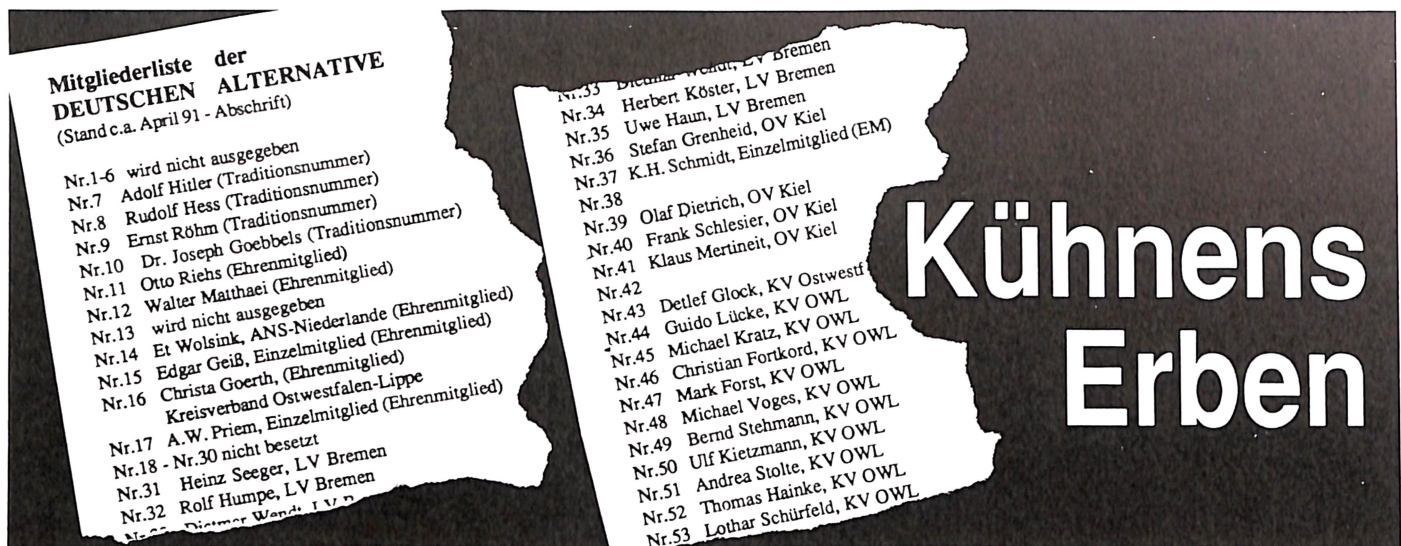 Mitgliederliste der
DEUTSCHEN ALTERNATIVE
(Stand c.a. April 91 - Abschrift)
Nr.1-6 wird nicht ausgegeben
Nr.7 Adolf Hitler (Traditionsnummer)
Nr.8 Rudolf Hess (Traditionsnummer)
Nr.9 Ernst Röhm (Traditionsnummer)
Nr.10 Dr. Joseph Goebbels (Traditionsnummer)
Nr.11 Otto Riehs (Ehrenmitglied)
Nr.12 Walter Matthaei (Ehrenmitglied)
Nr.13 wird nicht ausgegeben
Nr.14 Et Wolsink, ANS-Niederlande (Ehrenmitglied)
Nr.15 Edgar Geiß, Einzelmitglied (Ehrenmitglied)
Nr.16 Christa Goerth, (Ehrenmitglied)
Kreisverband Ostwestfalen-Lippe
Nr.17 A.W. Priem, Einzelmitglied (Ehrenmitglied)
Nr.18 - Nr.30 nicht besetzt
Nr.31 Heinz Seeger, LV Bremen
Nr.32 Rolf Humpe, LV Bremen
Dietmar Wendt, LV
Nr.33 Dietmar Wendt, LV Bremen
Nr.34 Herbert Köster, LV Bremen
Nr.35 Uwe Haun, LV Bremen
Nr.36 Stefan Grenheid, OV Kiel
Nr.37 K.H. Schmidt, Einzelmitglied (EM)
Nr.38
Nr.39 Olaf Dietrich, OV Kiel
Nr.40 Frank Schlesier, OV Kiel
Nr.41 Klaus Mertineit, OV Kiel
Nr.42
Nr.43 Detlef Glock, KV Ostwestf
Nr.44 Guido Lücke, KV OWL
Nr.45 Michael Kratz, KV OWL
Nr.46 Christian Fortkord, KV OWL
Nr.47 Mark Forst, KV OWL
Nr.48 Michael Voges, KV OWL
Nr.49 Bernd Stehmann, KV OWL
Nr.50 Ulf Kietzmann, KV OWL
Nr.51 Andrea Stolte, KV OWL
Nr.52 Thomas Hainke, KV OWL
Nr.53 Lothar Schürfeld, KV OWL
Kühnens
Erben